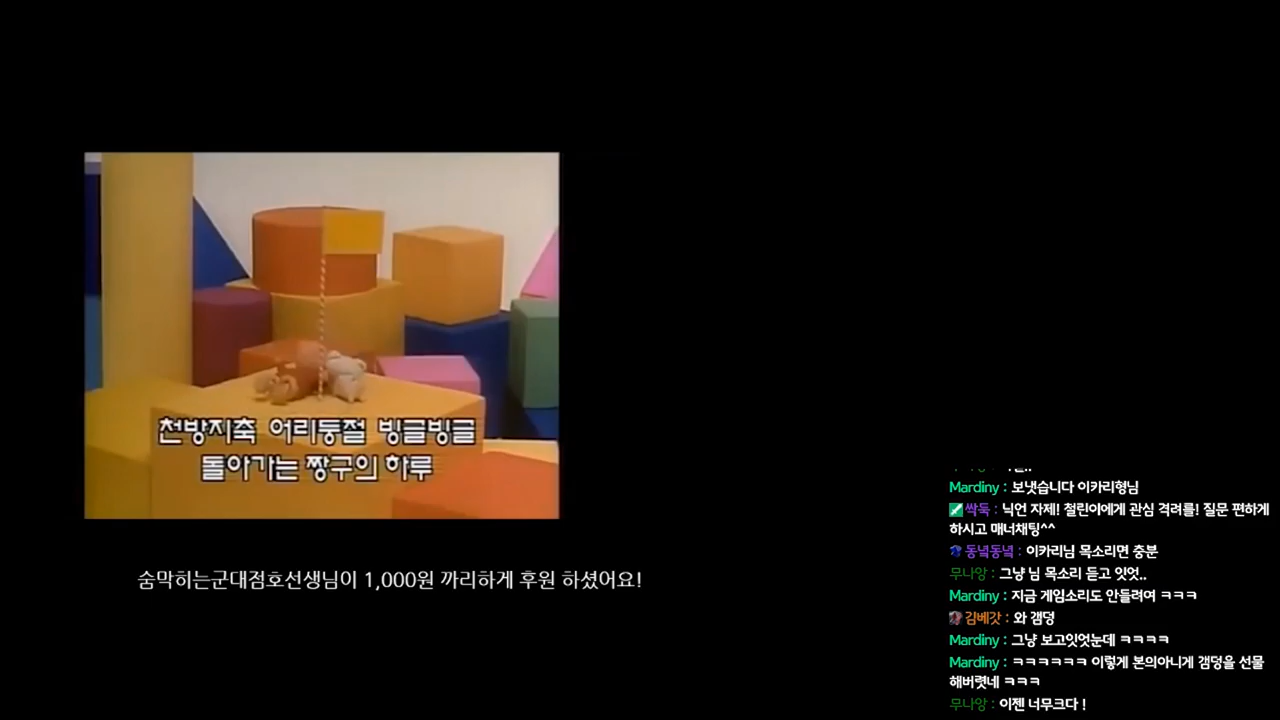 천방지축 어리둥절 빙글빙글
돌아가는 짱구의 하루
숨막히는군대점호선생님이 1,000원 까리하게 후원 하셨어요!
Mardiny : 보냇습니다 이카리형님
싹둑 : 닉언 자제! 철린이에게 관심 격려를! 질문 편하게
하시고 매너채팅^^
동녘동녘 : 이카리님 목소리면 충분
무나앙 : 그냥 님 목소리 듣고 잇엇..
Mardiny : 지금 게임소리도 안들려여 ㅋㅋㅋ
김베갓 : 와 갬덩
Mardiny : 그냥 보고잇엇눈데 ㅋㅋㅋㅋ
Mardiny : ㅋㅋㅋㅋㅋㅋ 이렇게 본의아니게 갬덩을 선물
해버렷네 ㅋㅋㅋ
무나앙 : 이젠 너무크다 !